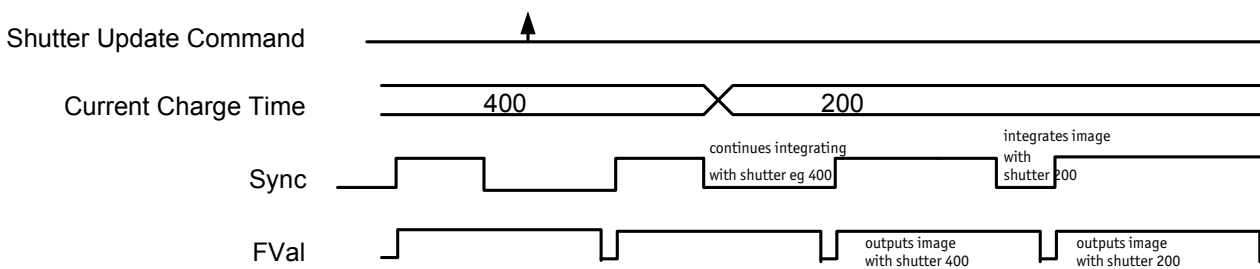 Shutter Update Command
Current Charge Time
400
200
Sync
continues integrating
with shutter eg 400
integrates image
with
shutter 200
FVal
outputs image
with shutter 400
outputs image
with shutter 200